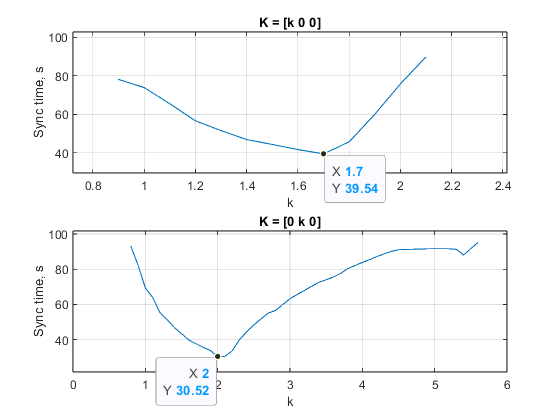 K = [k 0 0]
100
80
60
40
Sync time, s
0.8 1 1.2 1.4 1.6 2 2.2 2.4
k
X 1.7
Y 39.54
K = [0 k 0]
100
80
60
40
Sync time, s
0 1 2 3 4 5 6
k
X 2
Y 30.52